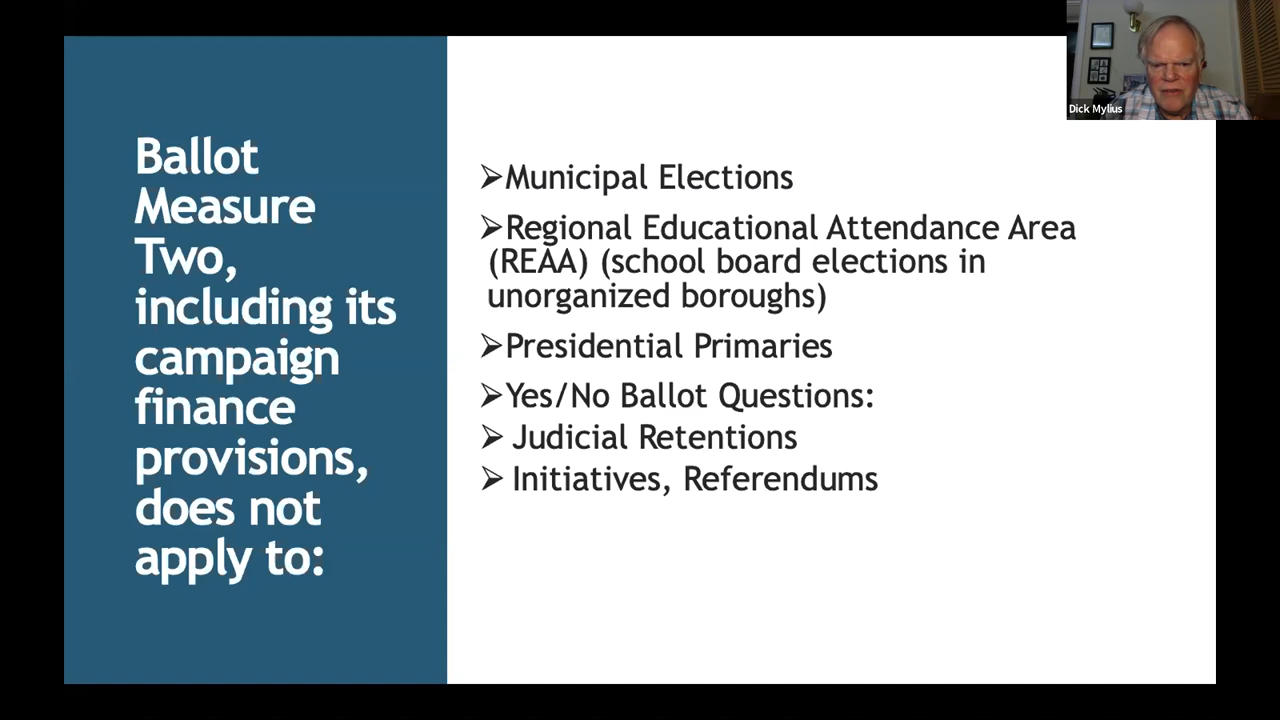 Ballot
Measure
Two,
including its
campaign
finance
provisions,
does not
apply to:
➢Municipal Elections
➢Regional Educational Attendance Area
(REAA) (school board elections in
unorganized boroughs)
➢Presidential Primaries
➢Yes/No Ballot Questions:
➢ Judicial Retentions
➢ Initiatives, Referendums
Dick Mylius